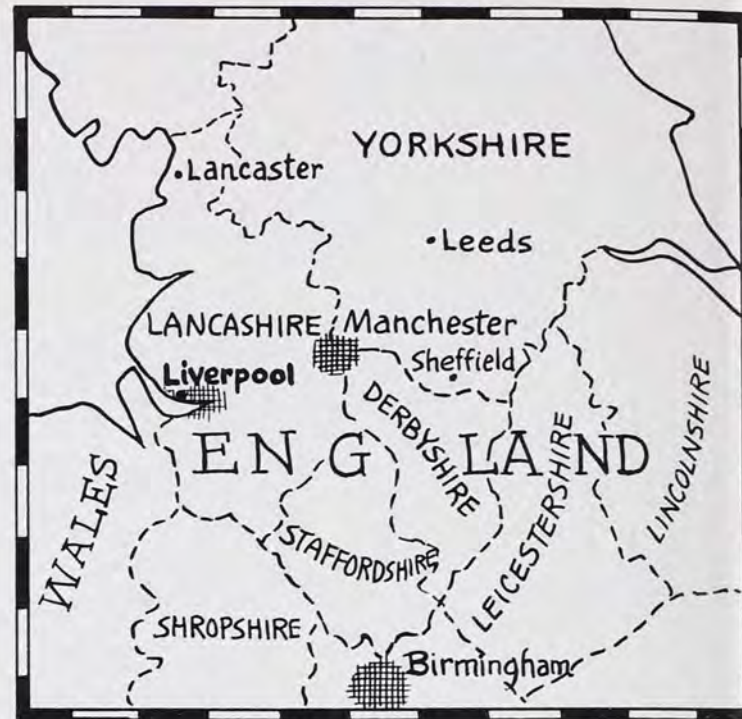 YORKSHIRE
Lancaster
Leeds
LANCASHIRE
Manchester
Sheffield
Liverpool
DERBYSHIRE
ENGLAND
LINCOLNSHIRE
WALES
LEICESTERSHIRE
STAFFORDSHIRE
SHROPSHIRE
Birmingham